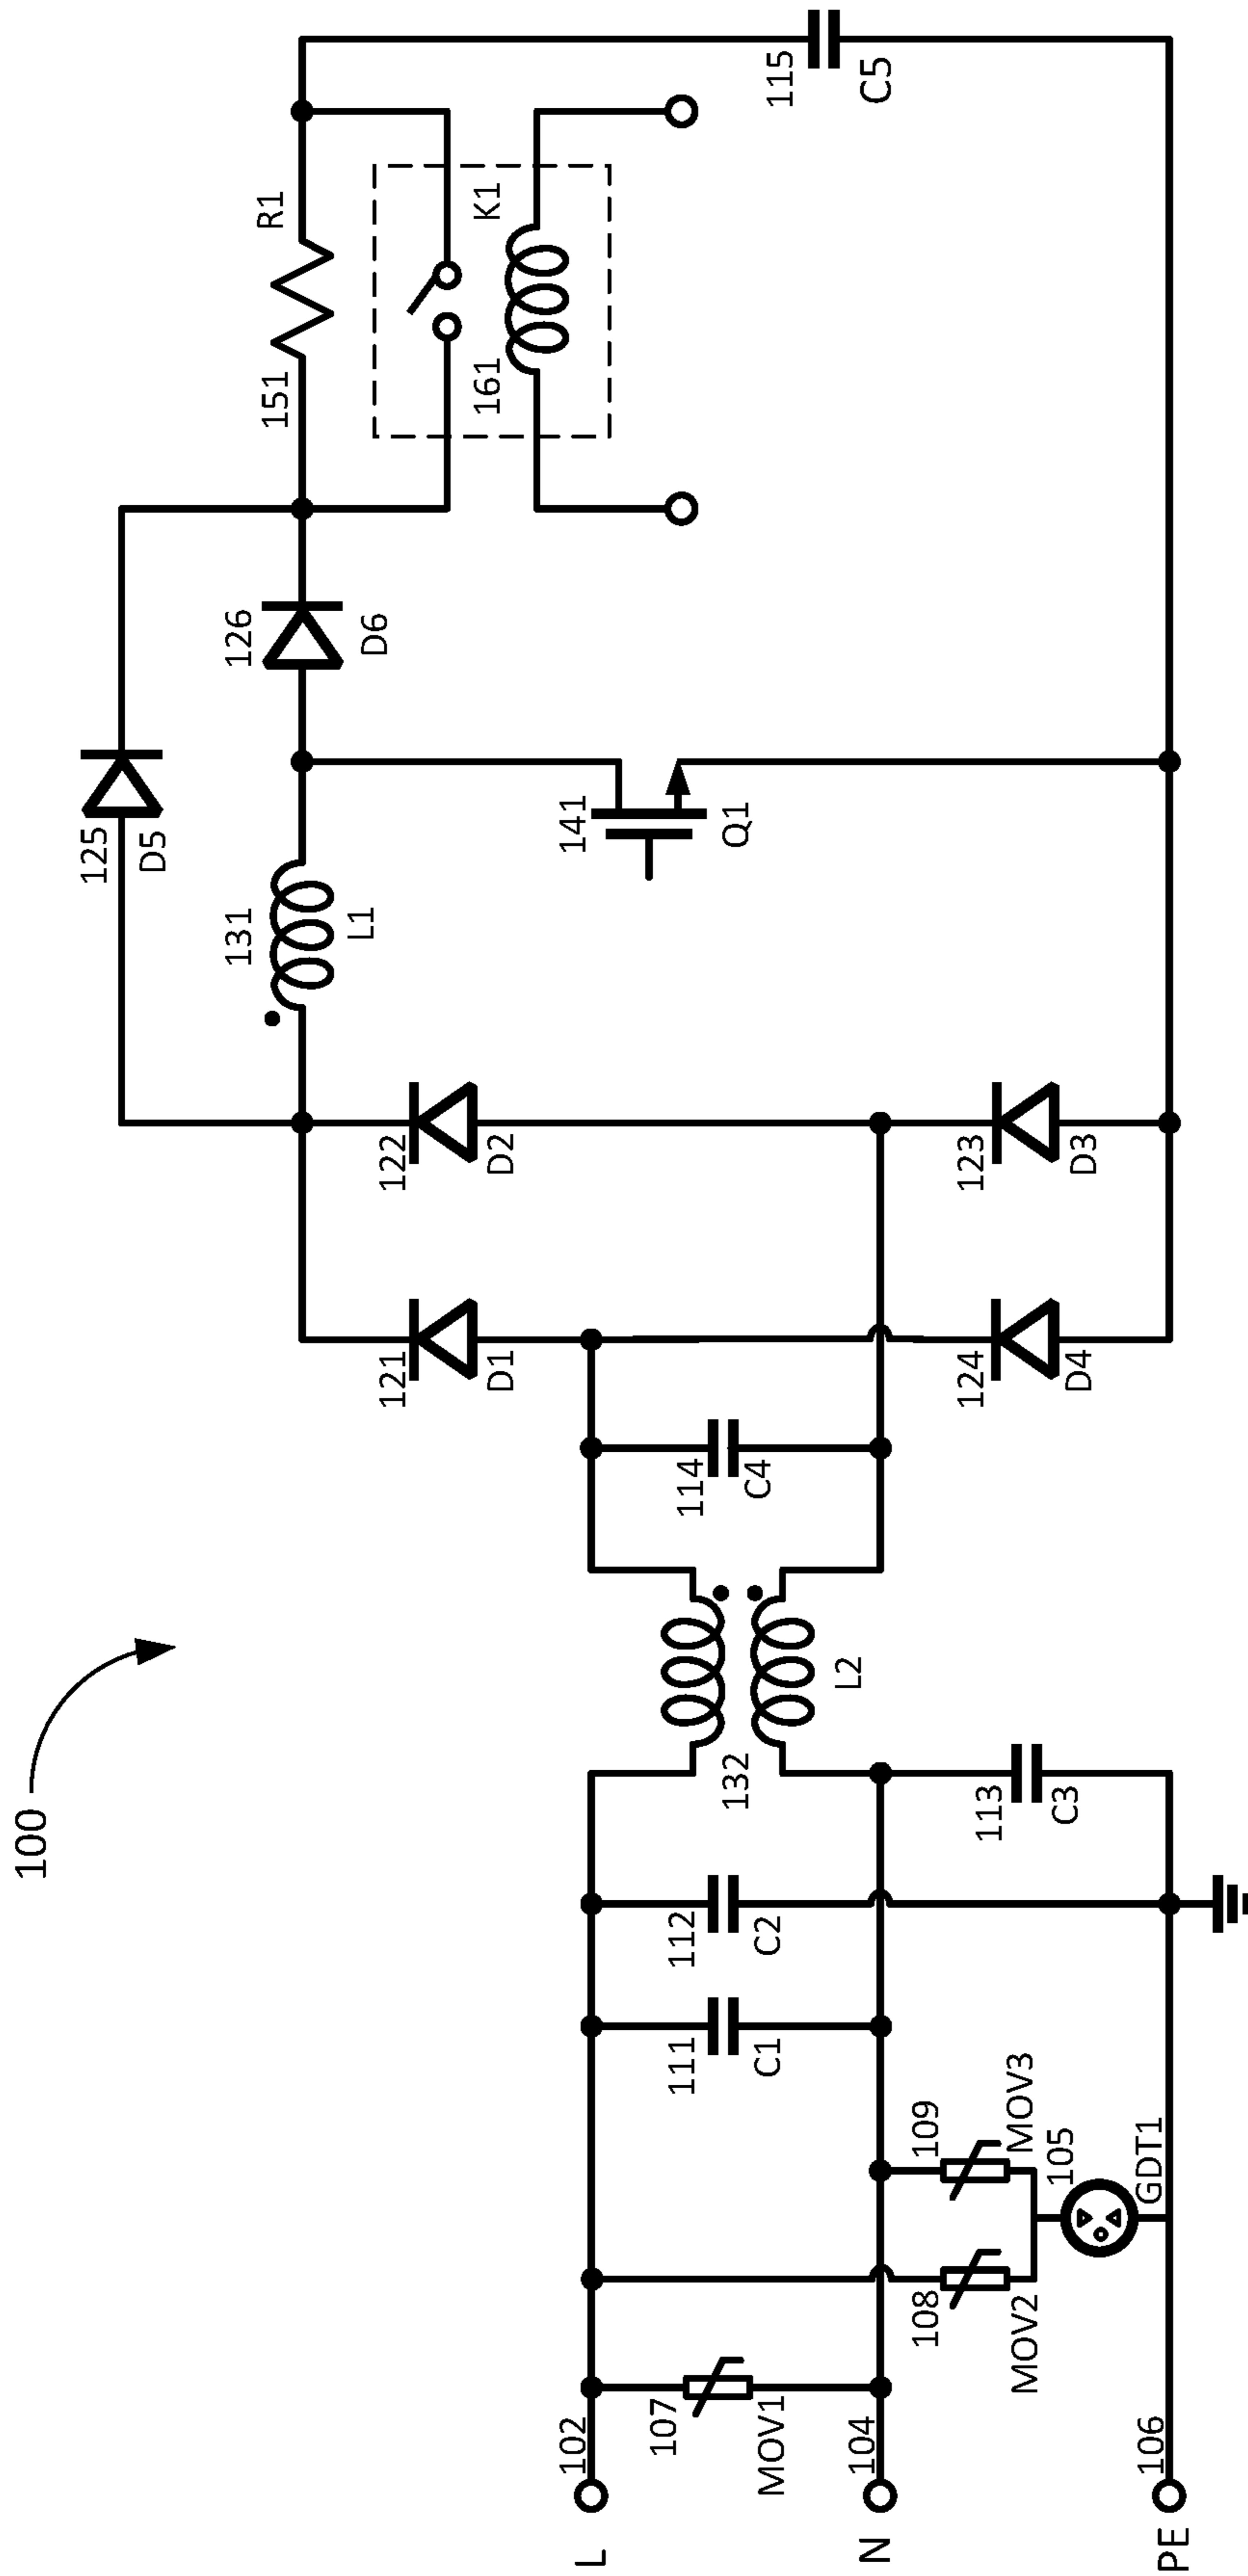 100
L
102
N
104
PE
106
107
MOV1
108
MOV2
109
MOV3
105
GDT1
111
C1
112
C2
113
C3
132
L2
114
C4
121
D1
124
D4
122
D2
123
D3
131
L1
125
D5
141
Q1
126
D6
151
R1
161
K1
115
C5